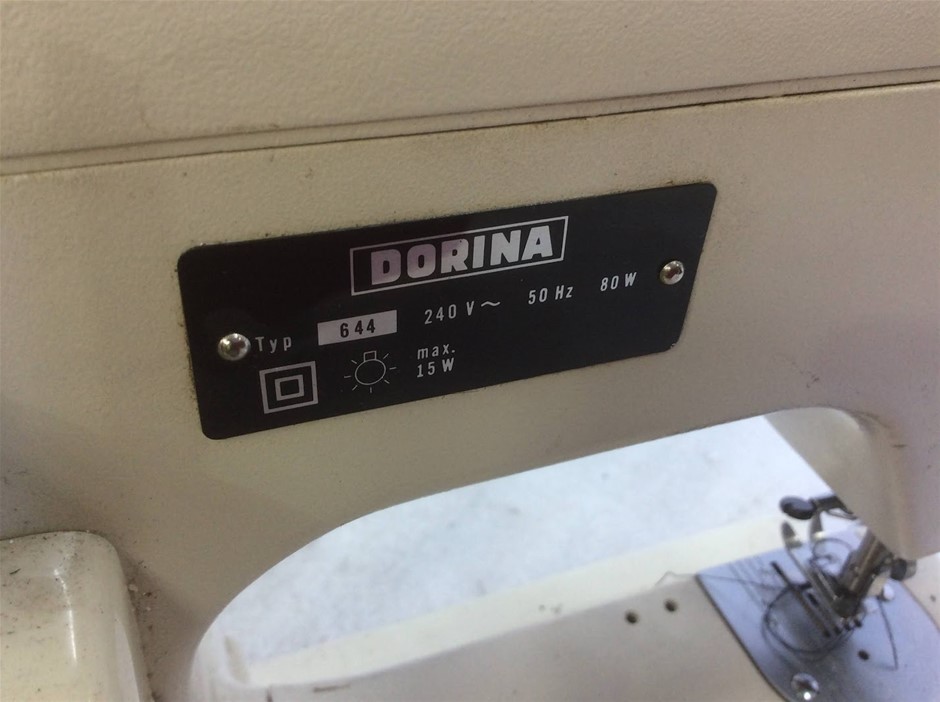 DORINA
Typ 644 240 V ~ 50 Hz 80 W
max.
15 W